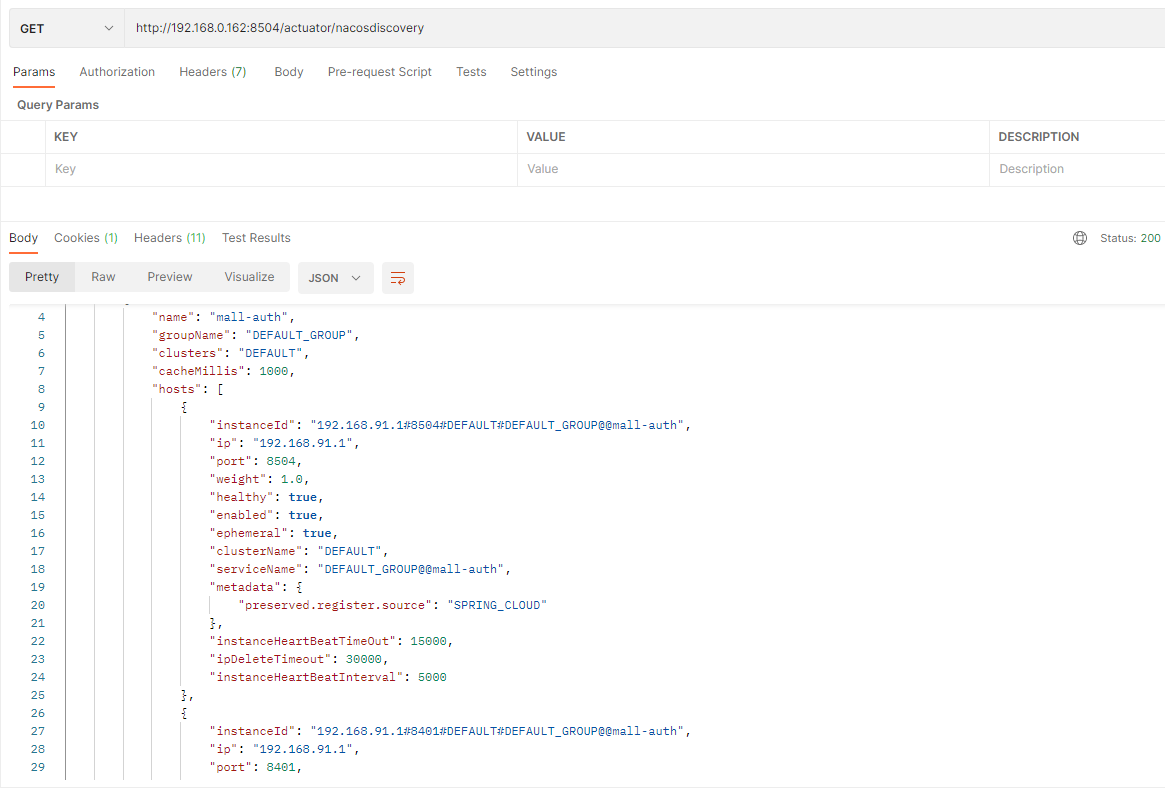 GET http://192.168.0.162:8504/actuator/nacosdiscovery
Params Authorization Headers (7) Body Pre-request Script Tests Settings
Query Params
KEY VALUE DESCRIPTION
Key Value Description
Body Cookies (1) Headers (11) Test Results Status: 200
Pretty Raw Preview Visualize JSON
4 "name": "mall-auth",
5 "groupName": "DEFAULT_GROUP",
6 "clusters": "DEFAULT",
7 "cacheMillis": 1000,
8 "hosts": [
9 {
10 "instanceId": "192.168.91.1#8504#DEFAULT#DEFAULT_GROUP@@mall-auth",
11 "ip": "192.168.91.1",
12 "port": 8504,
13 "weight": 1.0,
14 "healthy": true,
15 "enabled": true,
16 "ephemeral": true,
17 "clusterName": "DEFAULT",
18 "serviceName": "DEFAULT_GROUP@@mall-auth",
19 "metadata": {
20 "preserved.register.source": "SPRING_CLOUD"
21 },
22 "instanceHeartBeatTimeOut": 15000,
23 "ipDeleteTimeout": 30000,
24 "instanceHeartBeatInterval": 5000
25 },
26 {
27 "instanceId": "192.168.91.1#8401#DEFAULT#DEFAULT_GROUP@@mall-auth",
28 "ip": "192.168.91.1",
29 "port": 8401,